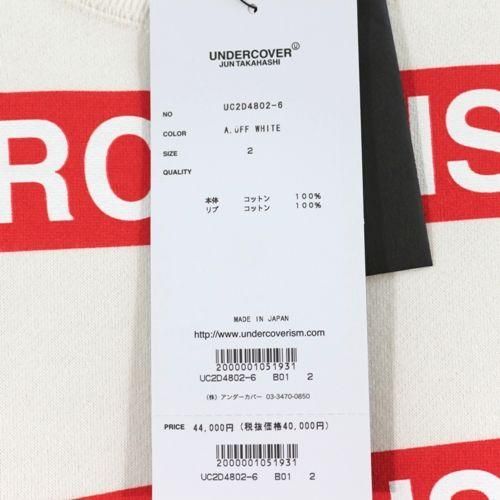 UNDERCOVER U
JUN TAKAHASHI
NO UC2D4802-6
COLOR A.OFF WHITE
SIZE 2
QUALITY
本体 コットン 100%
リブ コットン 100%
RO
IS
MADE IN JAPAN
http://www.undercoverism.com
2000001051931
UC2D4802-6 B01 2
(株) アンダーカバー 03-3470-0850
PRICE 44,000円 (税抜価格40,000円)
2000001051931
UC2D4802-6 B01 2